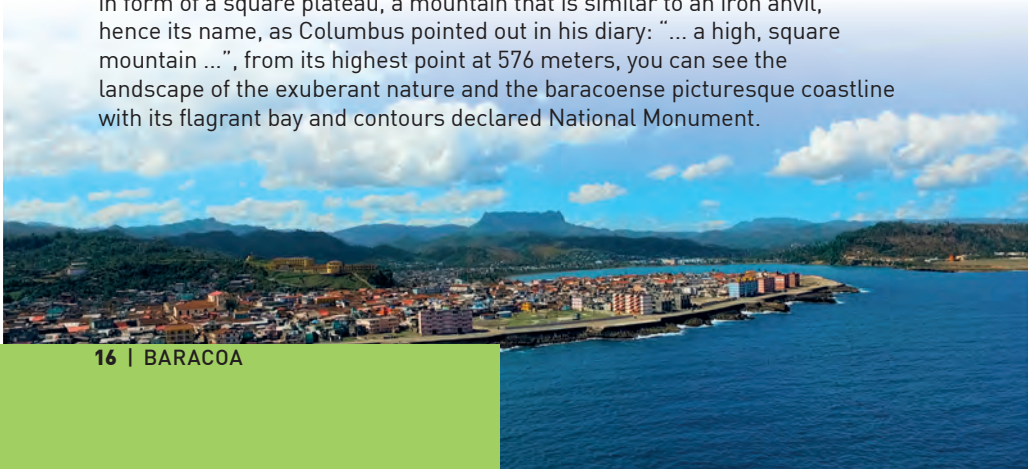 in form of a square plateau, a mountain that is similar to an iron anvil,
hence its name, as Columbus pointed out in his diary: “... a high, square
mountain ...”, from its highest point at 576 meters, you can see the
landscape of the exuberant nature and the baracoense picturesque coastline
with its flagrant bay and contours declared National Monument.
16 | BARACOA